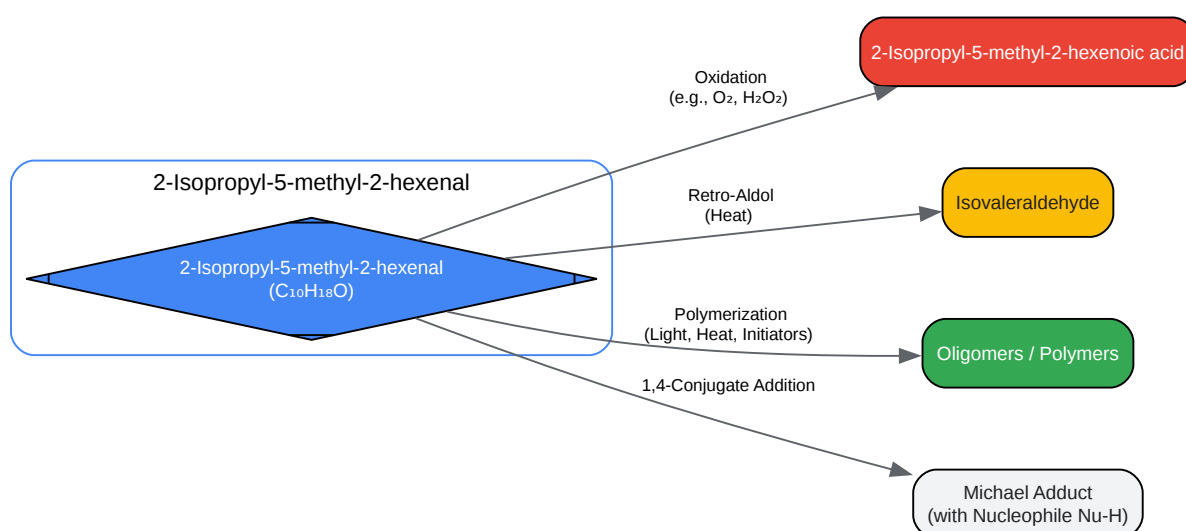 2-Isopropyl-5-methyl-2-hexenoic acid
Oxidation
(e.g., O₂, H₂O₂)
2-Isopropyl-5-methyl-2-hexenal
Retro-Aldol
(Heat)
Isovaleraldehyde
2-Isopropyl-5-methyl-2-hexenal
(C₁₀H₁₈O)
Polymerization
(Light, Heat, Initiators)
Oligomers / Polymers
1,4-Conjugate Addition
Michael Adduct
(with Nucleophile Nu-H)